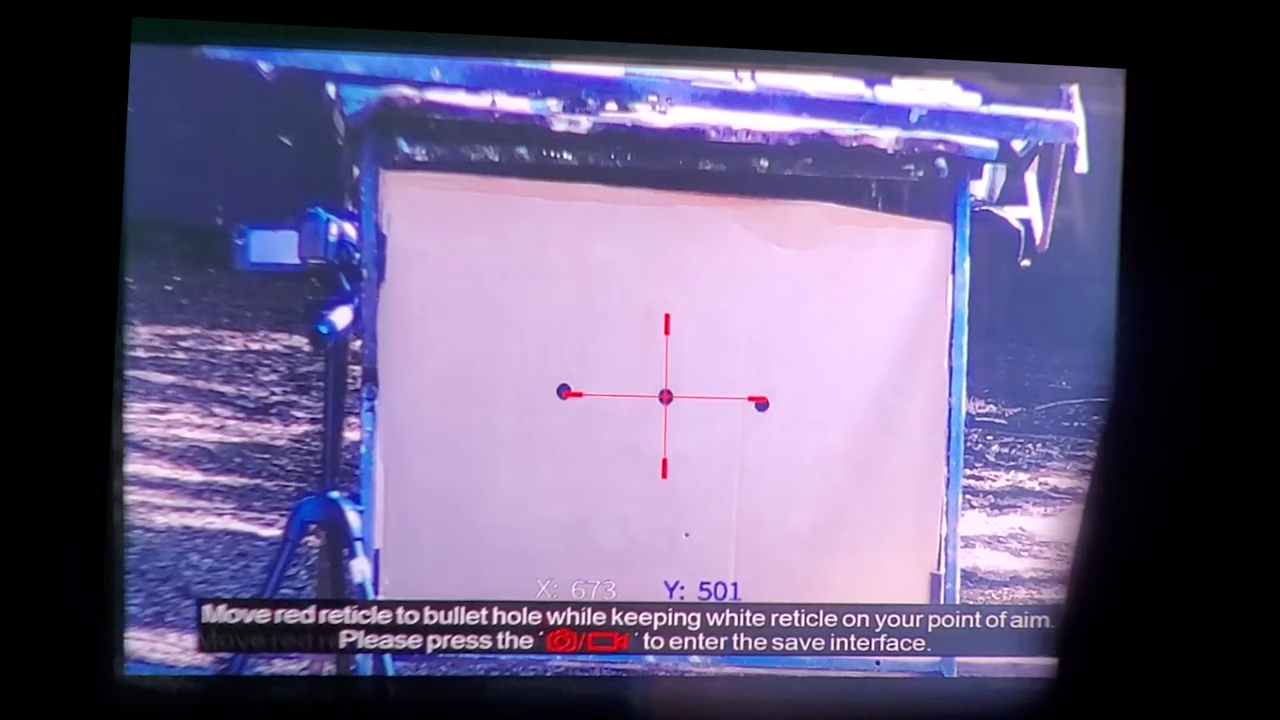 X: 673 Y: 501
Move red reticle to bullet hole while keeping white reticle on your point of aim.
Please press the ' / ' to enter the save interface.